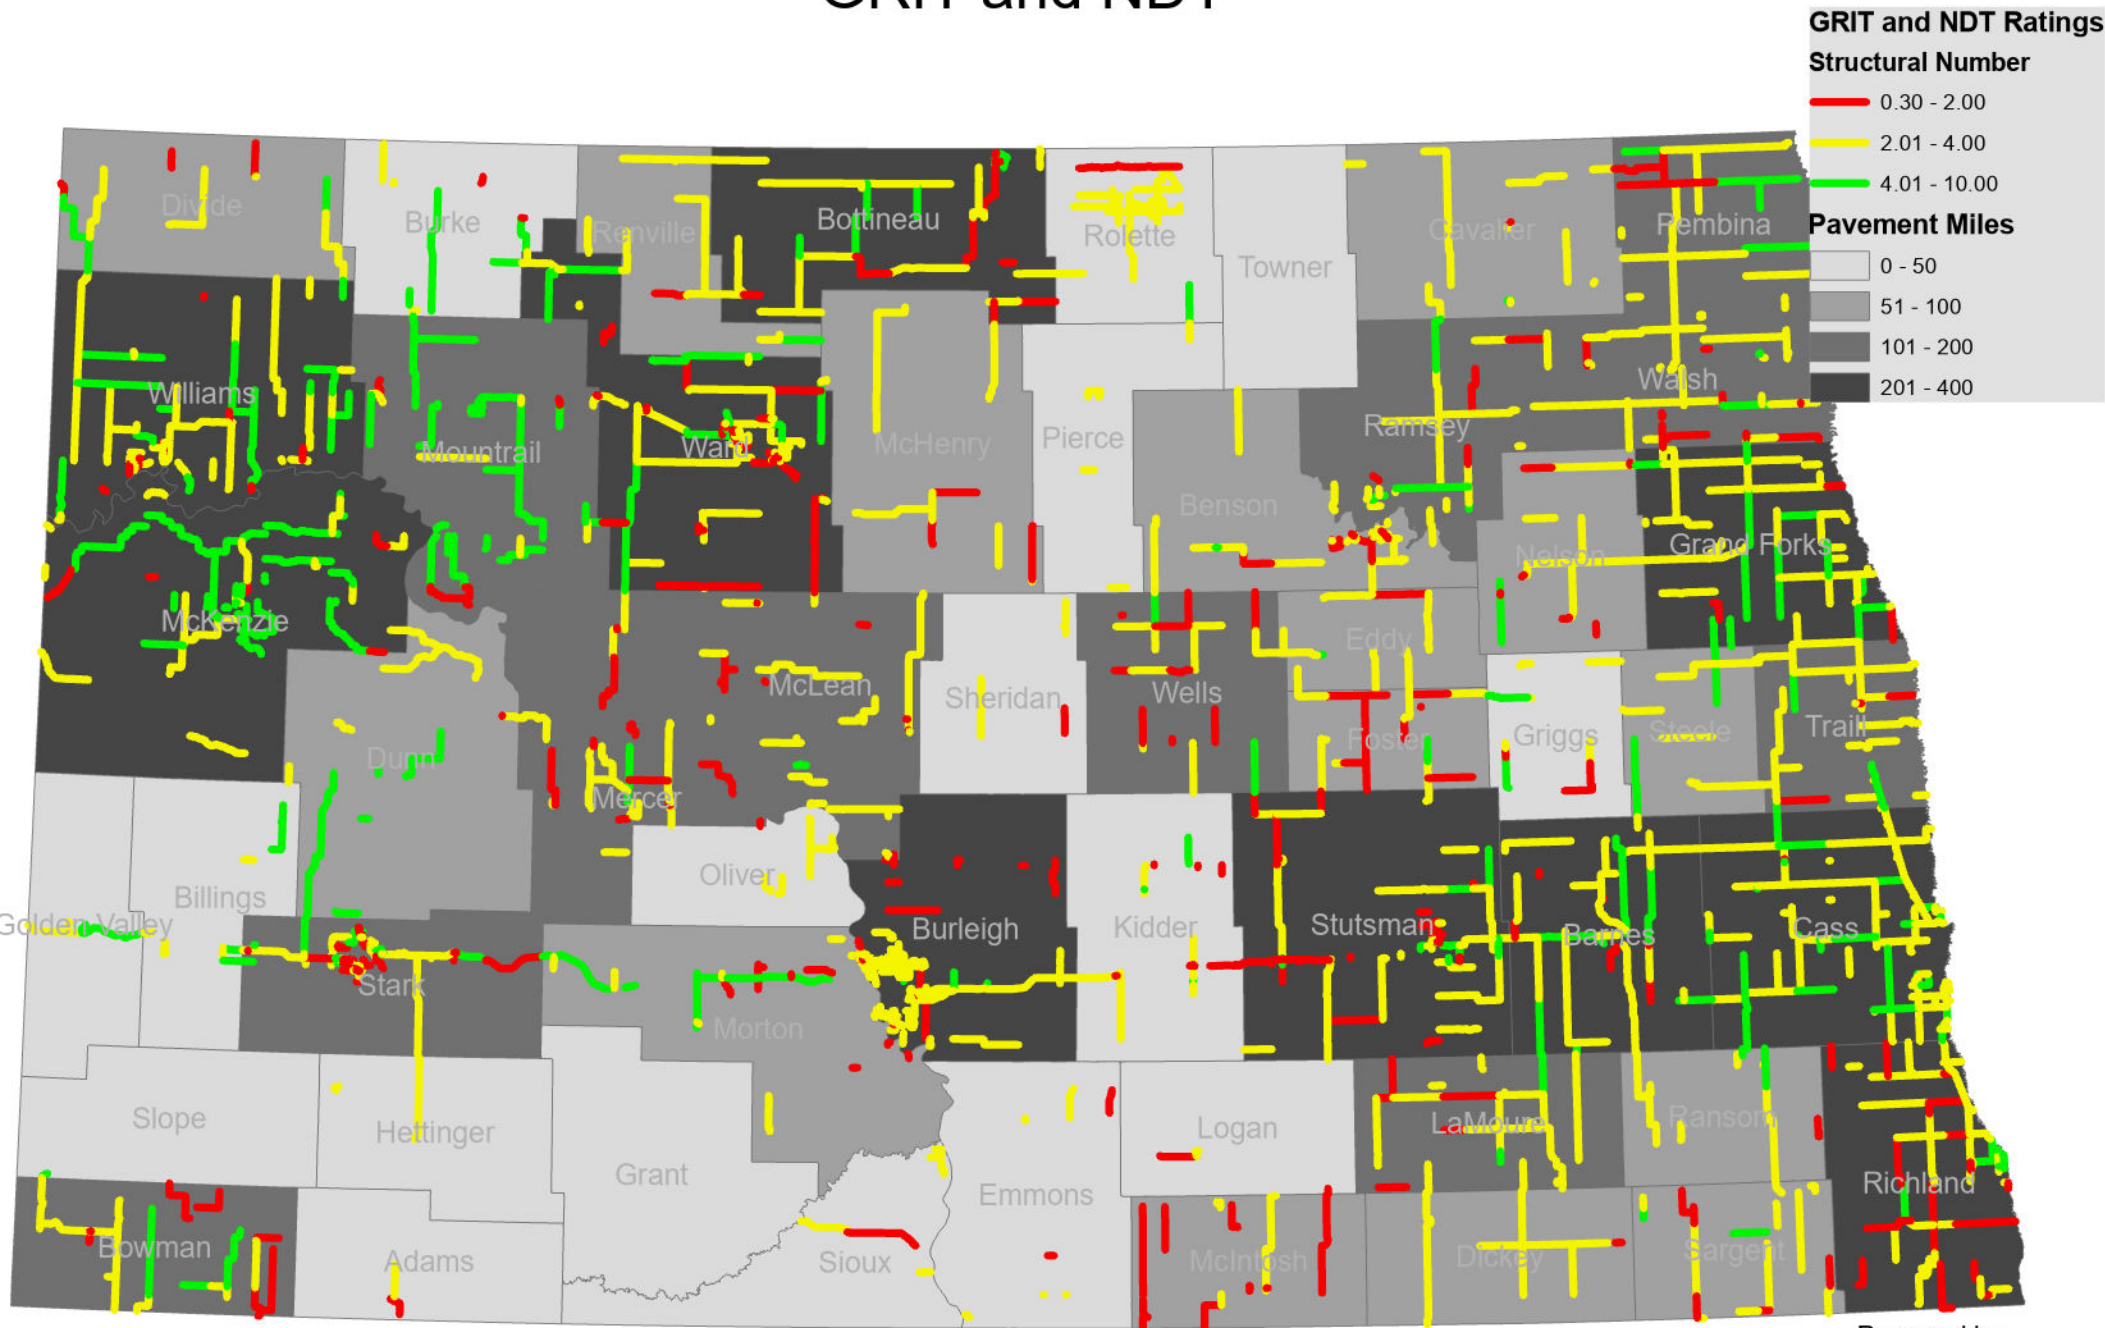 GRIT and NDT
GRIT and NDT Ratings
Structural Number
0.30 - 2.00
2.01 - 4.00
4.01 - 10.00
Pavement Miles
0 - 50
51 - 100
101 - 200
201 - 400
Divide
Burke
Renville
Bottineau
Rolette
Towner
Cavalier
Pembina
Williams
Mountrail
Ward
McHenry
Pierce
Benson
Ramsey
Walsh
Nelson
Grand Forks
McKenzie
Dunn
Mercer
McLean
Sheridan
Wells
Eddy
Foster
Griggs
Steele
Traill
Golden Valley
Billings
Stark
Oliver
Morton
Burleigh
Kidder
Stutsman
Barnes
Cass
Slope
Hettinger
Grant
Emmons
Logan
LaMoure
Ransom
Richland
Bowman
Adams
Sioux
McIntosh
Dickey
Sargent